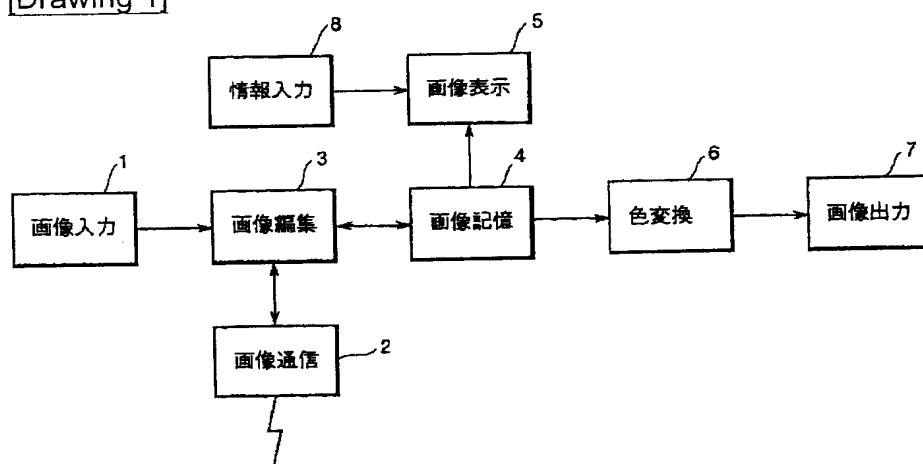 [Drawing 1]
8
5
情報入力
画像表示
1
3
4
6
7
画像入力
画像編集
画像記憶
色変換
画像出力
画像通信
2